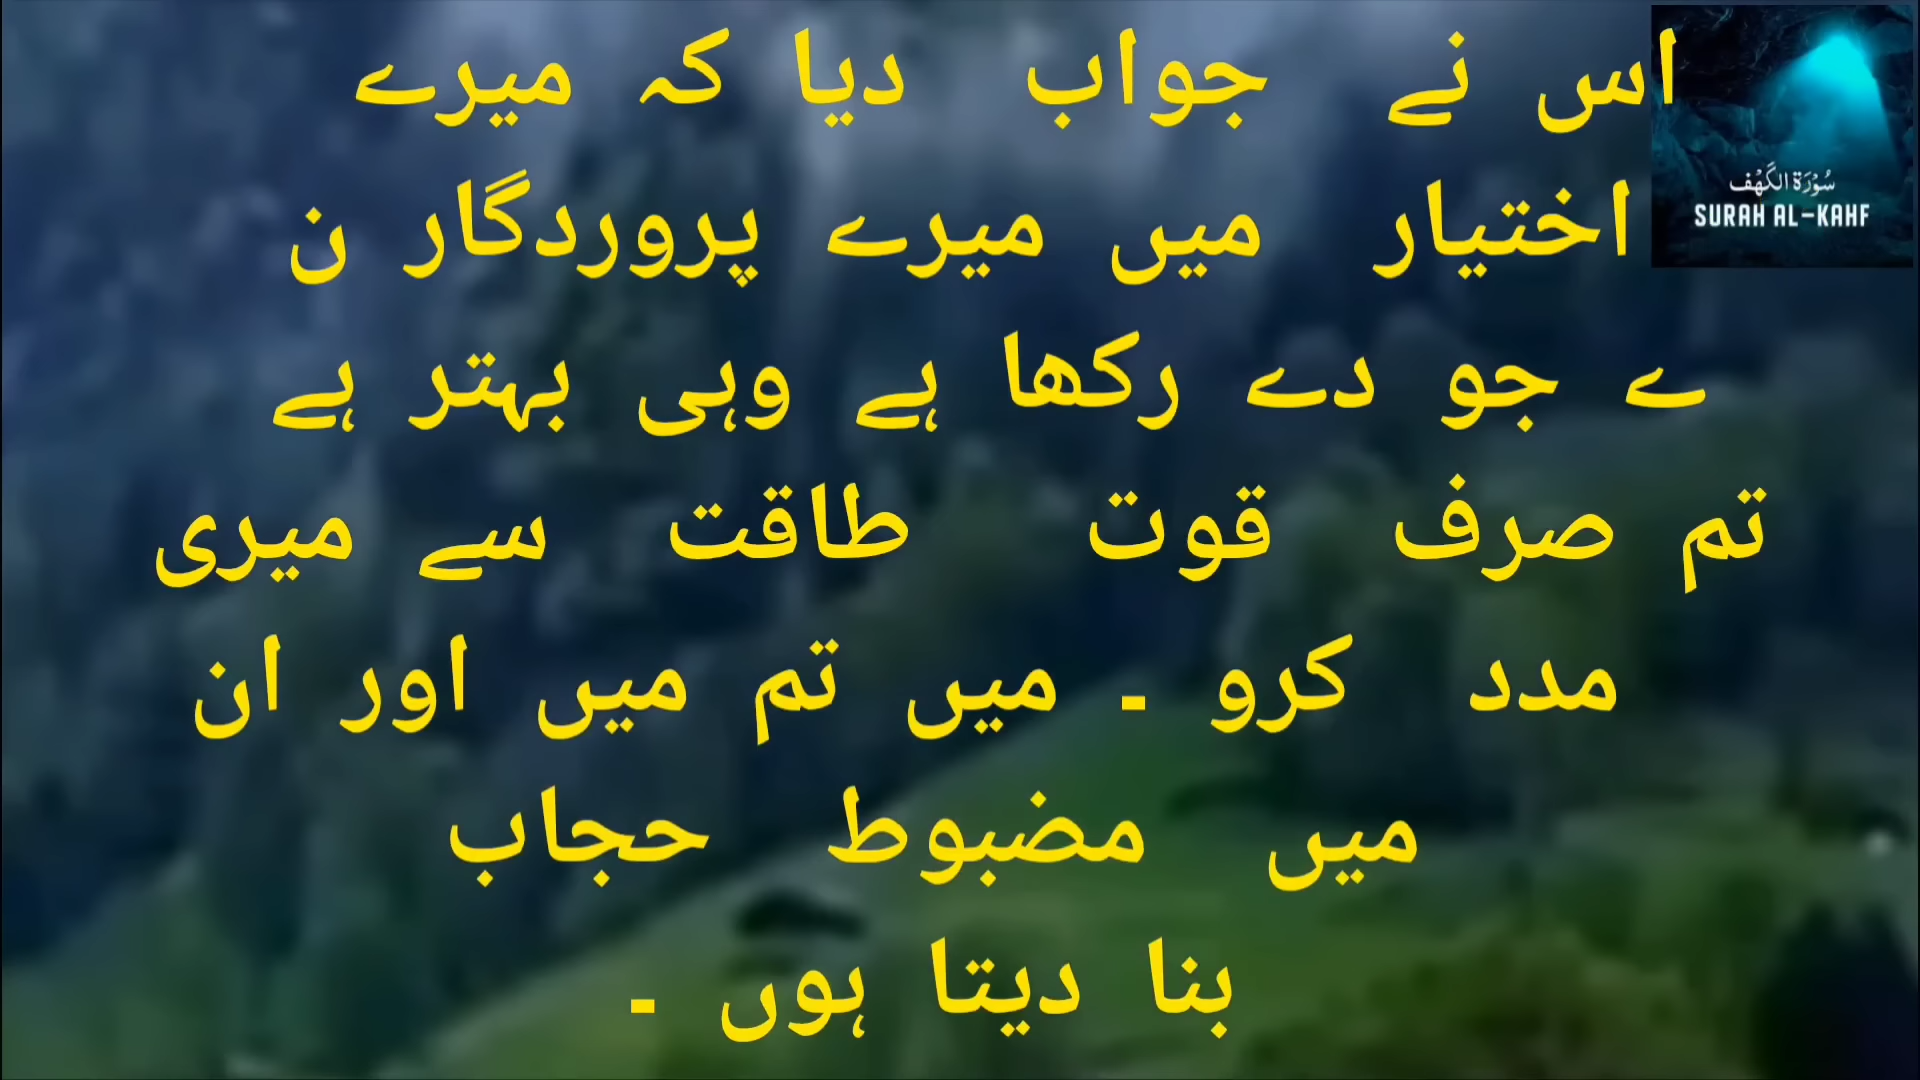 اس نے جواب دیا کہ میرے
اختیار میں میرے پروردگار ن
ے جو دے رکھا ہے وہی بہتر ہے
تم صرف قوت طاقت سے میری
مدد کرو ۔ میں تم میں اور ان
میں مضبوط حجاب
بنا دیتا ہوں ۔
سُوْرَةُ الكَهْف
SURAH AL-KAHF